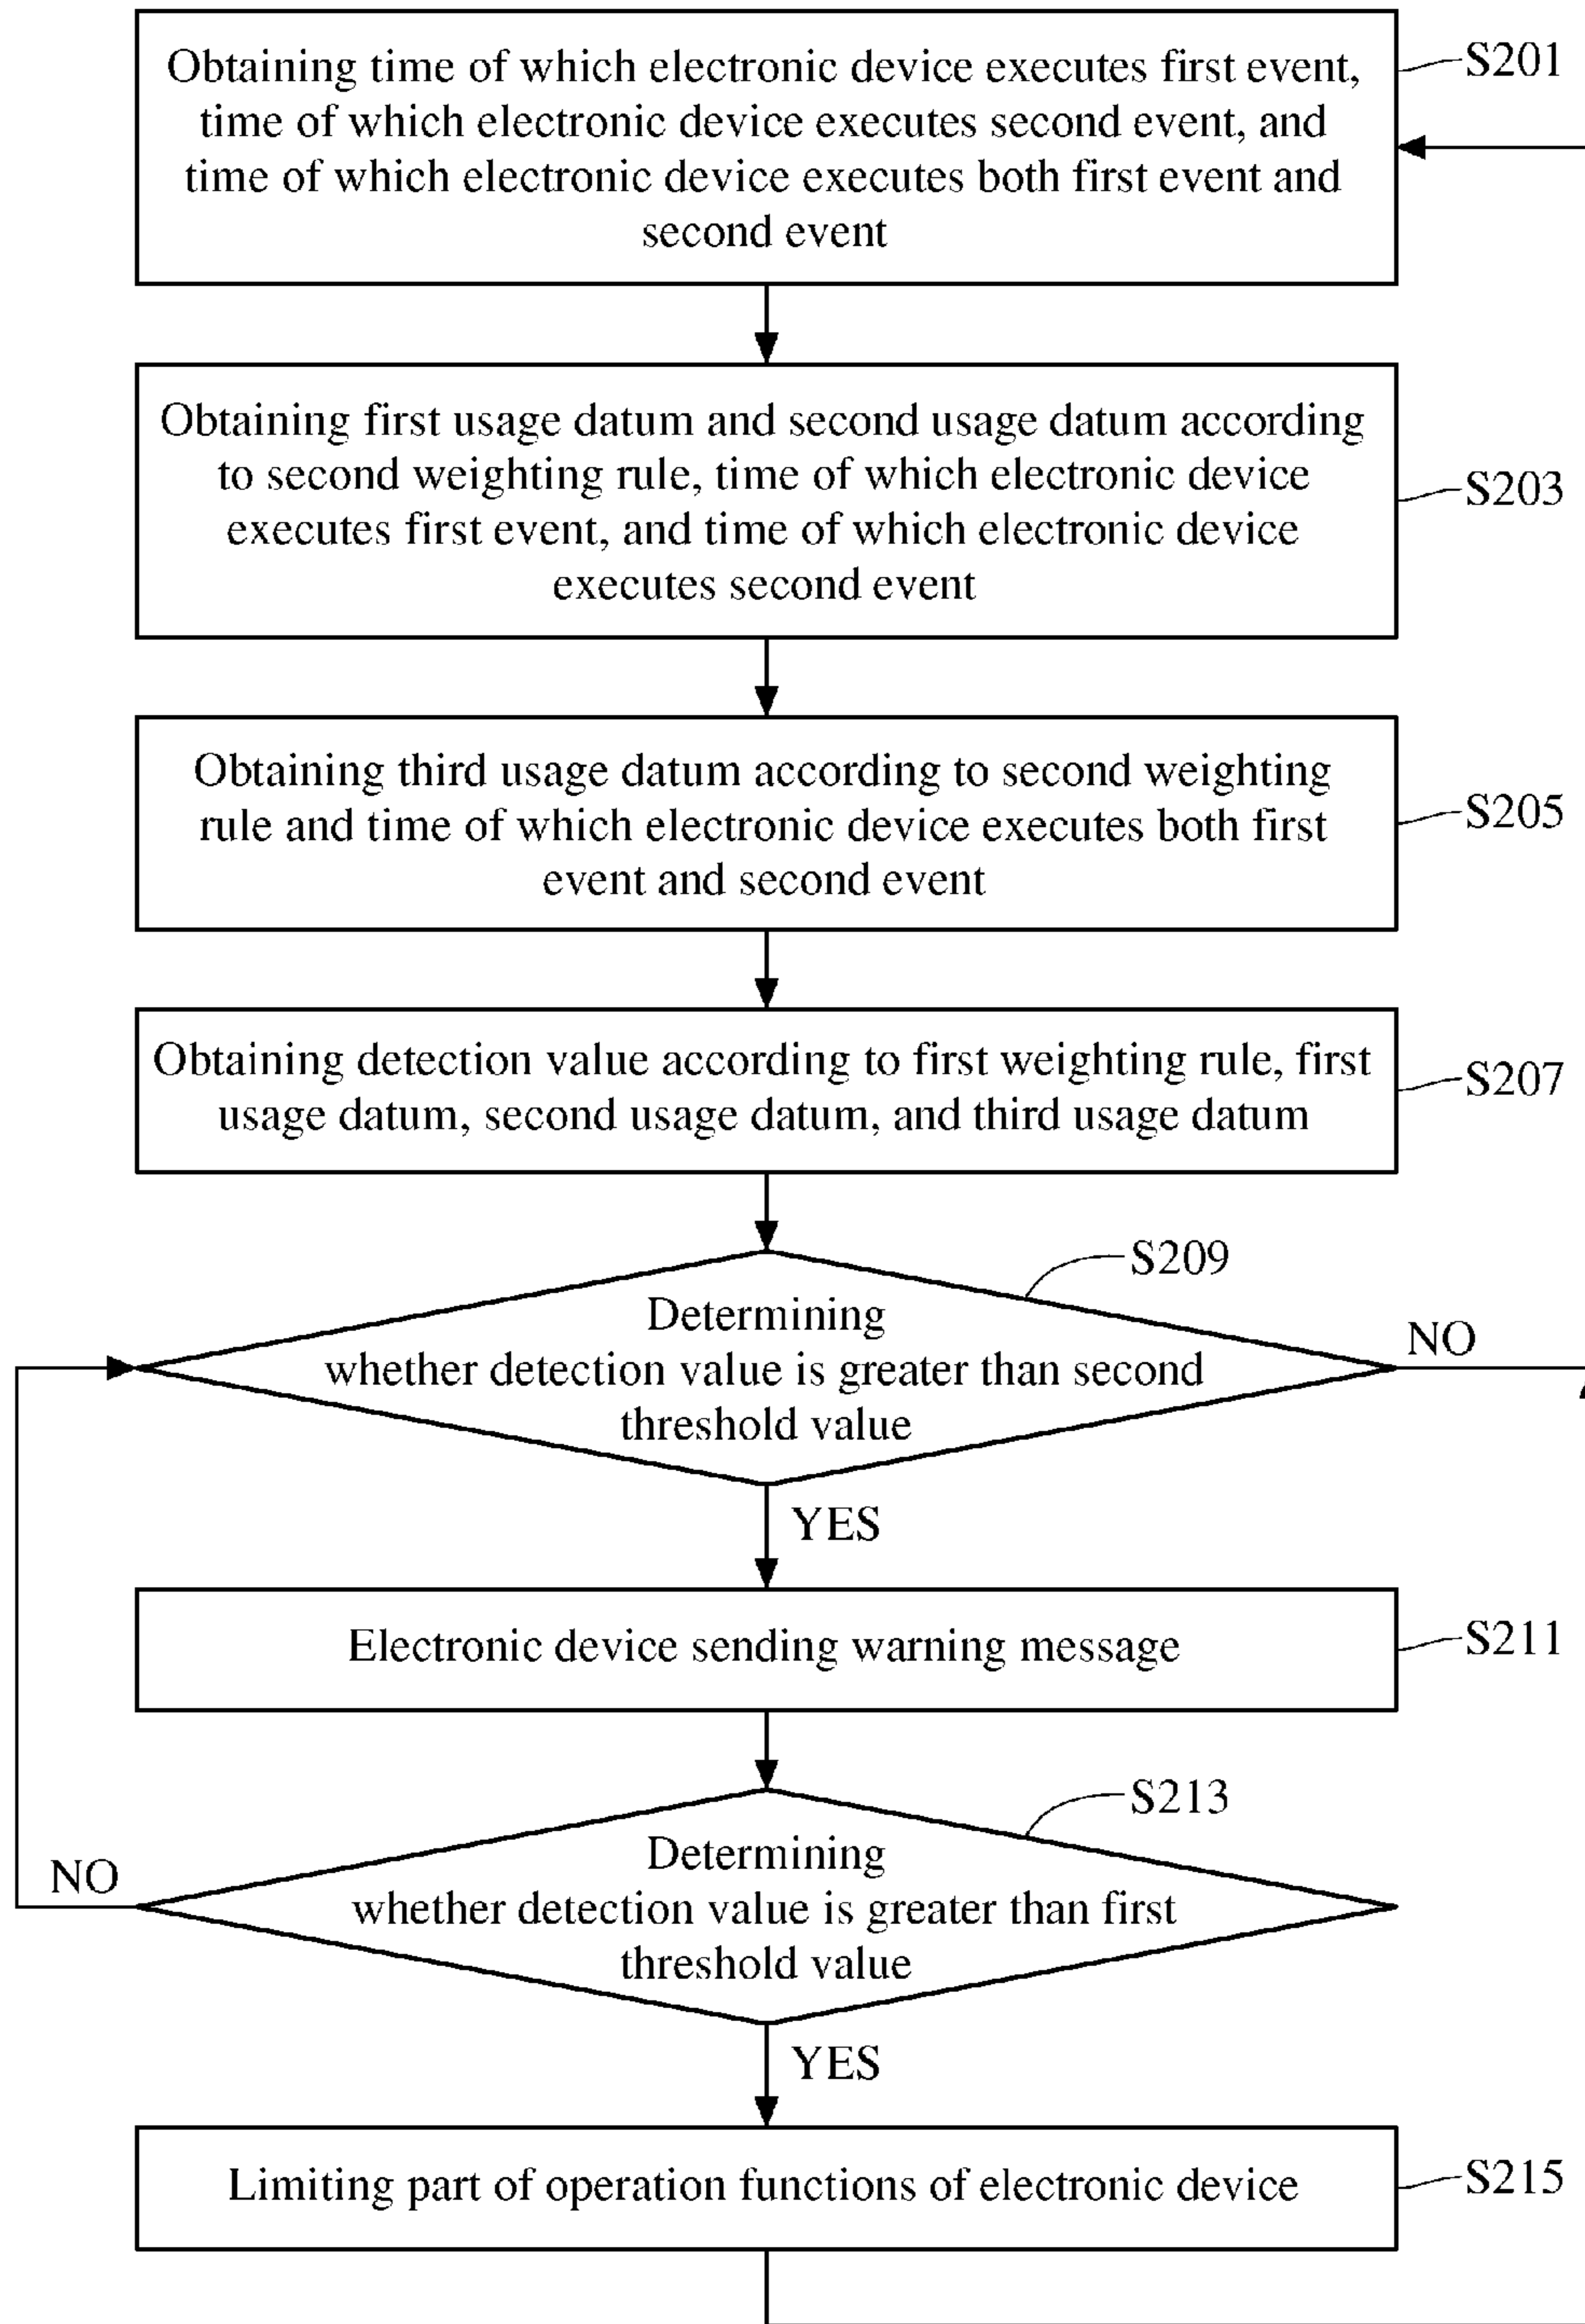 Obtaining time of which electronic device executes first event,
time of which electronic device executes second event, and
time of which electronic device executes both first event and
second event
S201
Obtaining first usage datum and second usage datum according
to second weighting rule, time of which electronic device
executes first event, and time of which electronic device
executes second event
S203
Obtaining third usage datum according to second weighting
rule and time of which electronic device executes both first
event and second event
S205
Obtaining detection value according to first weighting rule, first
usage datum, second usage datum, and third usage datum
S207
S209
Determining
whether detection value is greater than second
threshold value
NO
YES
Electronic device sending warning message
S211
S213
Determining
whether detection value is greater than first
threshold value
NO
YES
Limiting part of operation functions of electronic device
S215